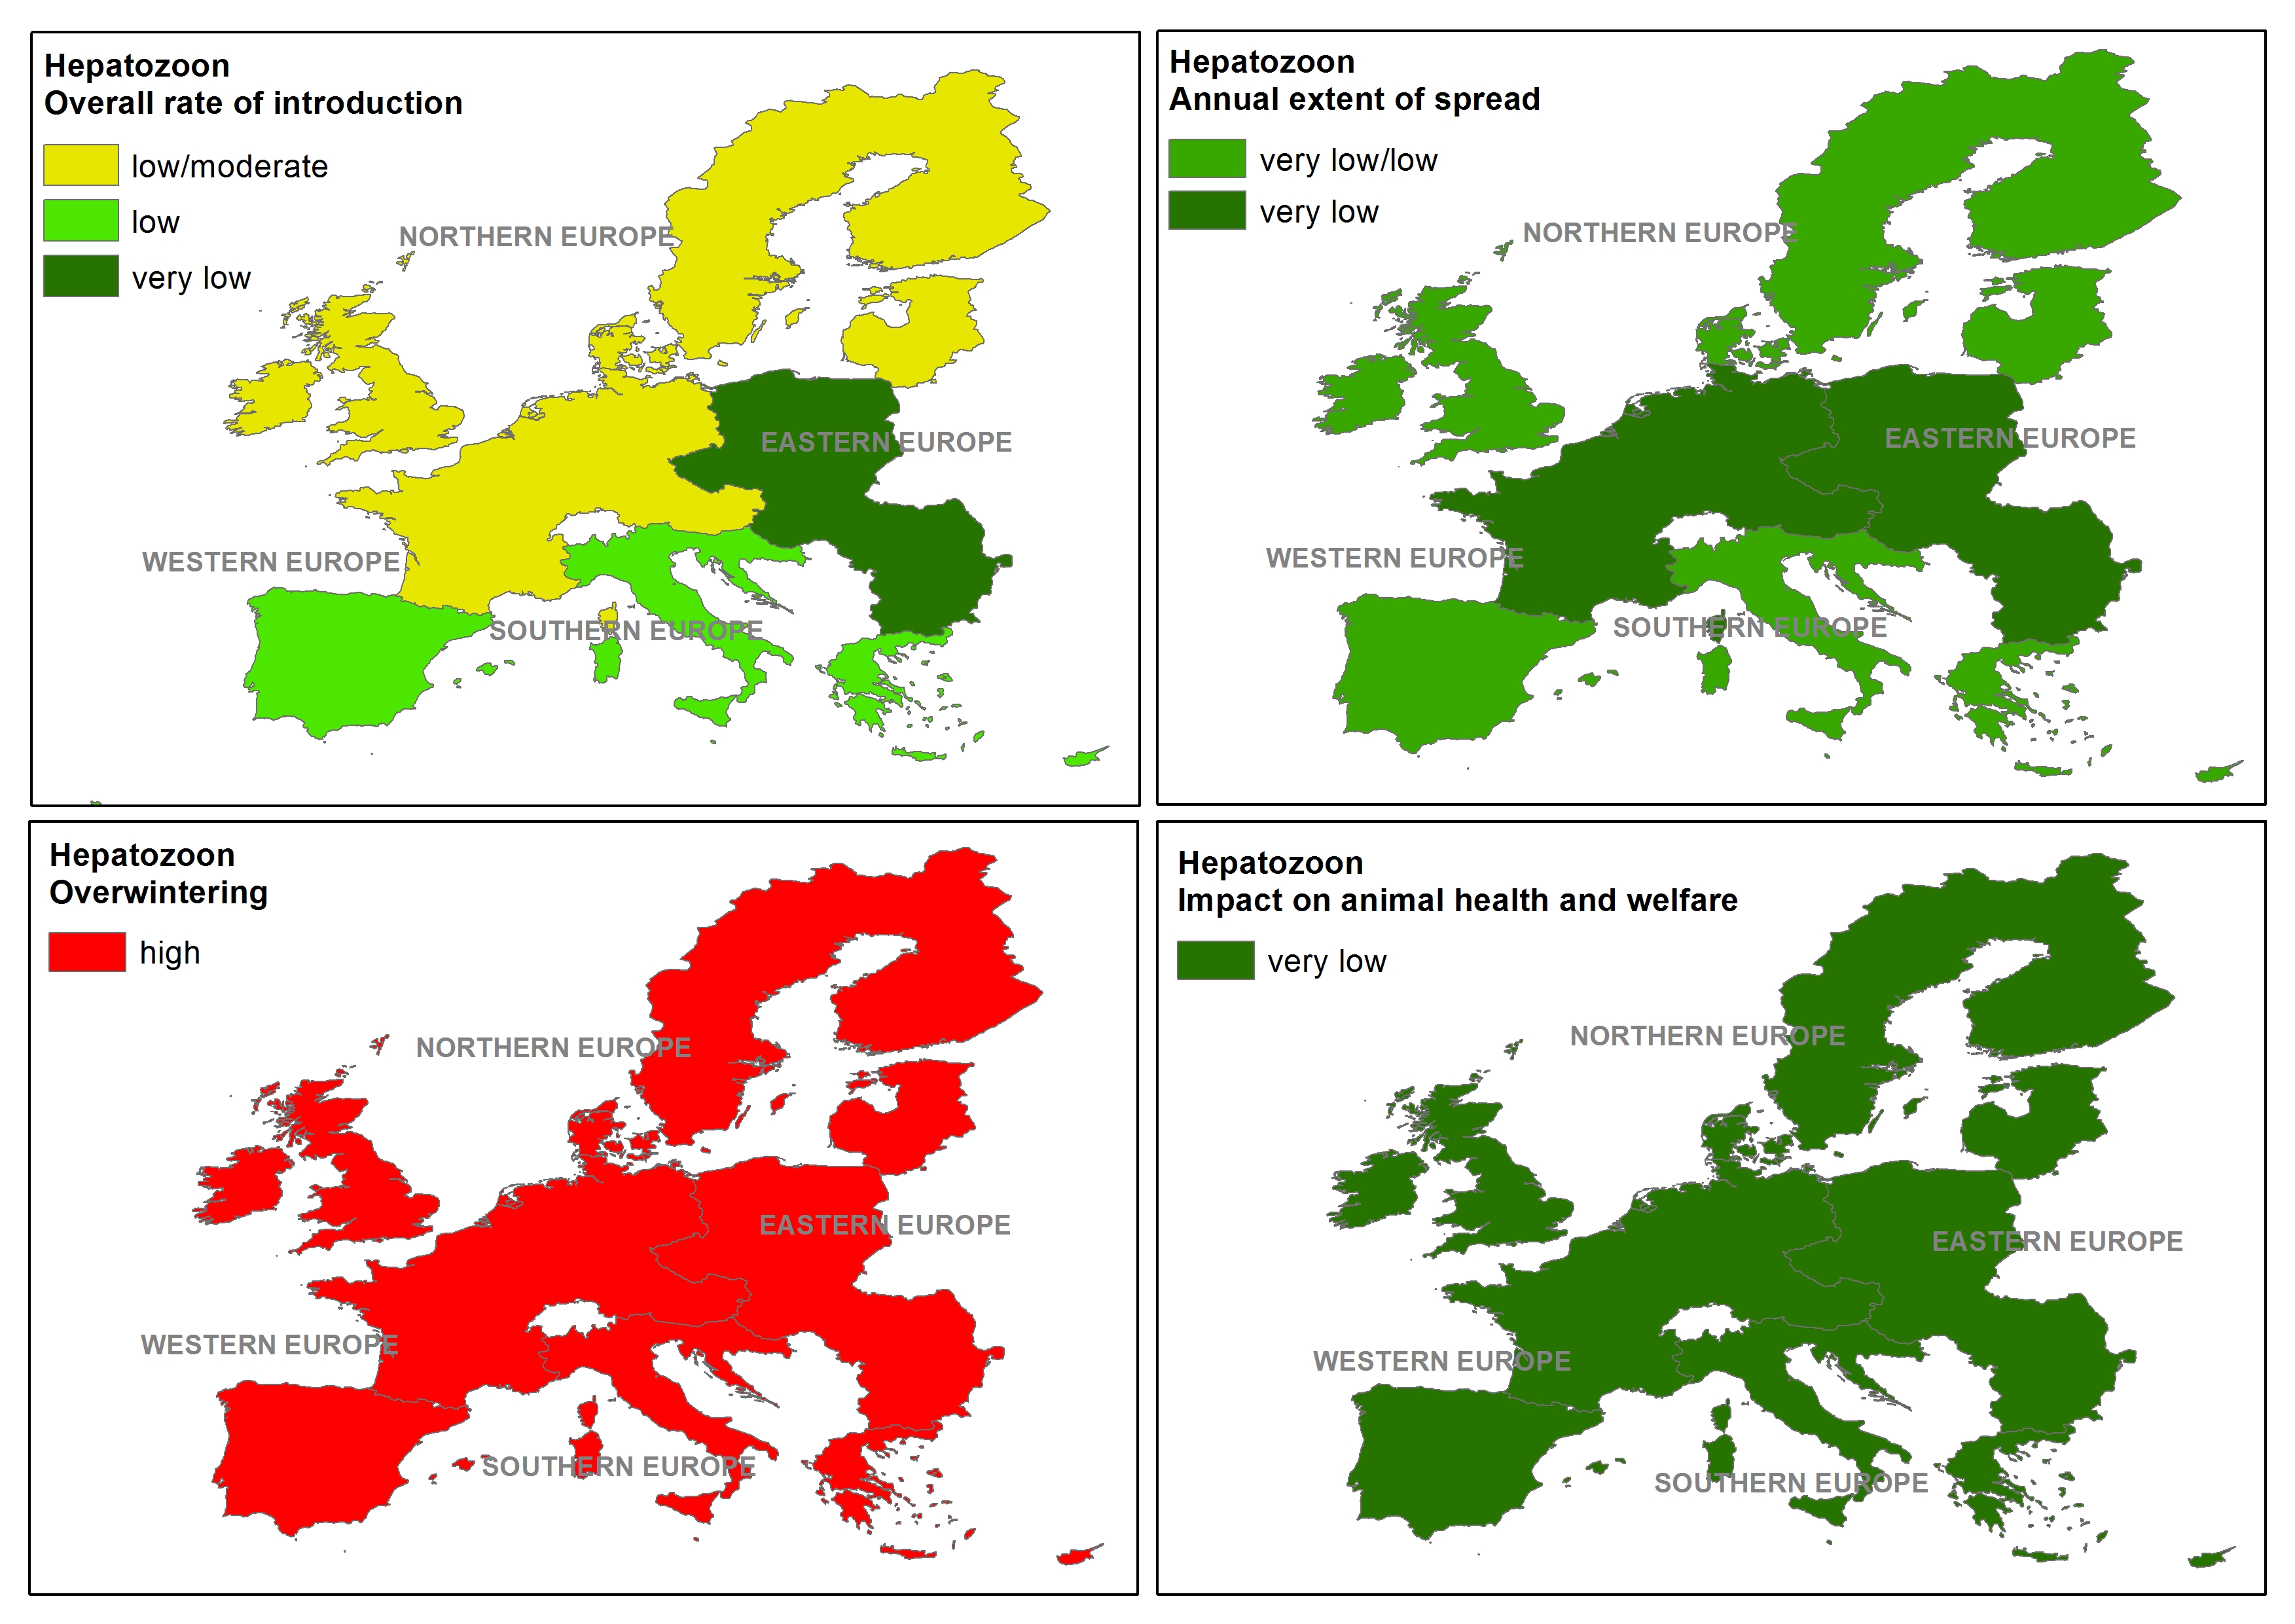 Hepatozoon
Overall rate of introduction
low/moderate
low
very low
NORTHERN EUROPE
EASTERN EUROPE
WESTERN EUROPE
SOUTHERN EUROPE
Hepatozoon
Annual extent of spread
very low/low
very low
NORTHERN EUROPE
EASTERN EUROPE
WESTERN EUROPE
SOUTHERN EUROPE
Hepatozoon
Overwintering
high
NORTHERN EUROPE
EASTERN EUROPE
WESTERN EUROPE
SOUTHERN EUROPE
Hepatozoon
Impact on animal health and welfare
very low
NORTHERN EUROPE
EASTERN EUROPE
WESTERN EUROPE
SOUTHERN EUROPE